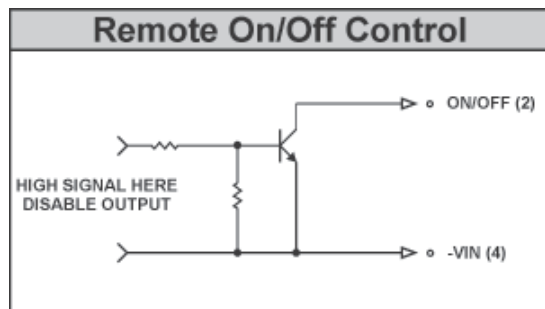 Remote On/Off Control
ON/OFF (2)
HIGH SIGNAL HERE
DISABLE OUTPUT
-VIN (4)